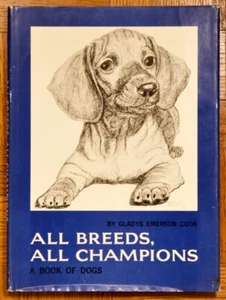 BY GLADYS EMERSON COOK
ALL BREEDS,
ALL CHAMPIONS
A BOOK OF DOGS